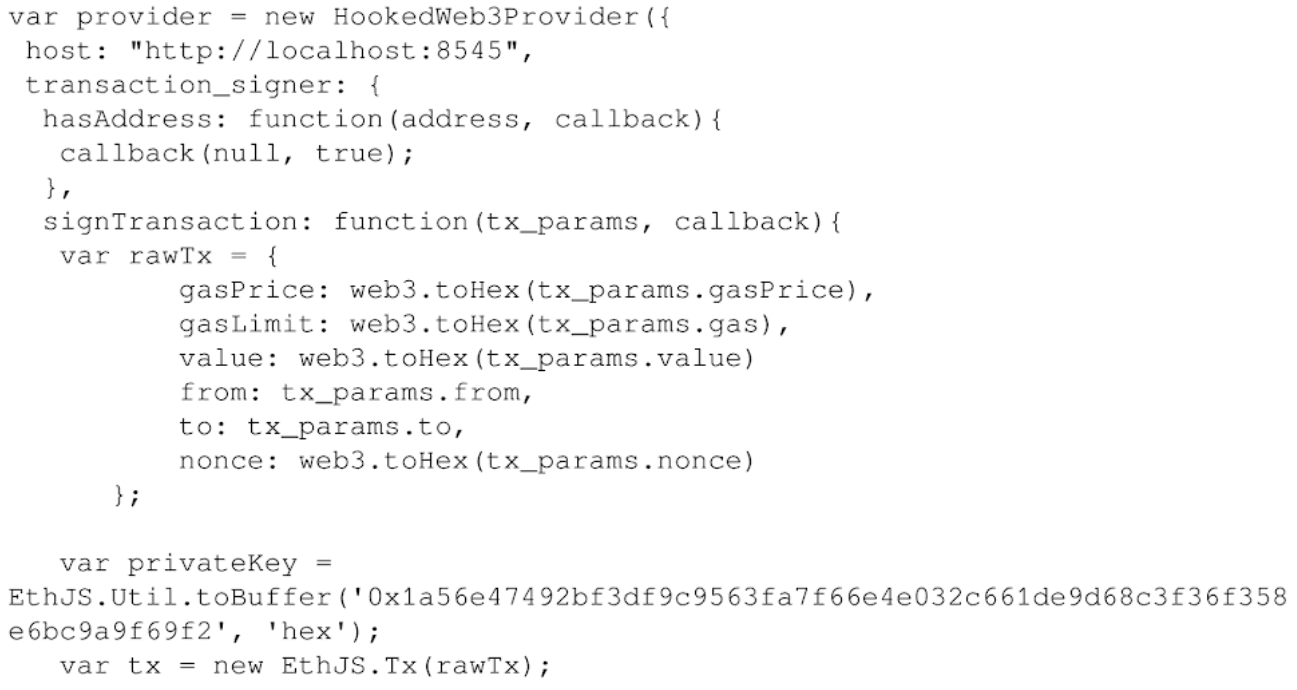 var provider = new HookedWeb3Provider({
 host: "http://localhost:8545",
 transaction_signer: {
  hasAddress: function(address, callback){
   callback(null, true);
  },
  signTransaction: function(tx_params, callback){
   var rawTx = {
          gasPrice: web3.toHex(tx_params.gasPrice),
          gasLimit: web3.toHex(tx_params.gas),
          value: web3.toHex(tx_params.value)
          from: tx_params.from,
          to: tx_params.to,
          nonce: web3.toHex(tx_params.nonce)
      };
   var privateKey =
EthJS.Util.toBuffer('0x1a56e47492bf3df9c9563fa7f66e4e032c661de9d68c3f36f358
e6bc9a9f69f2', 'hex');
   var tx = new EthJS.Tx(rawTx);